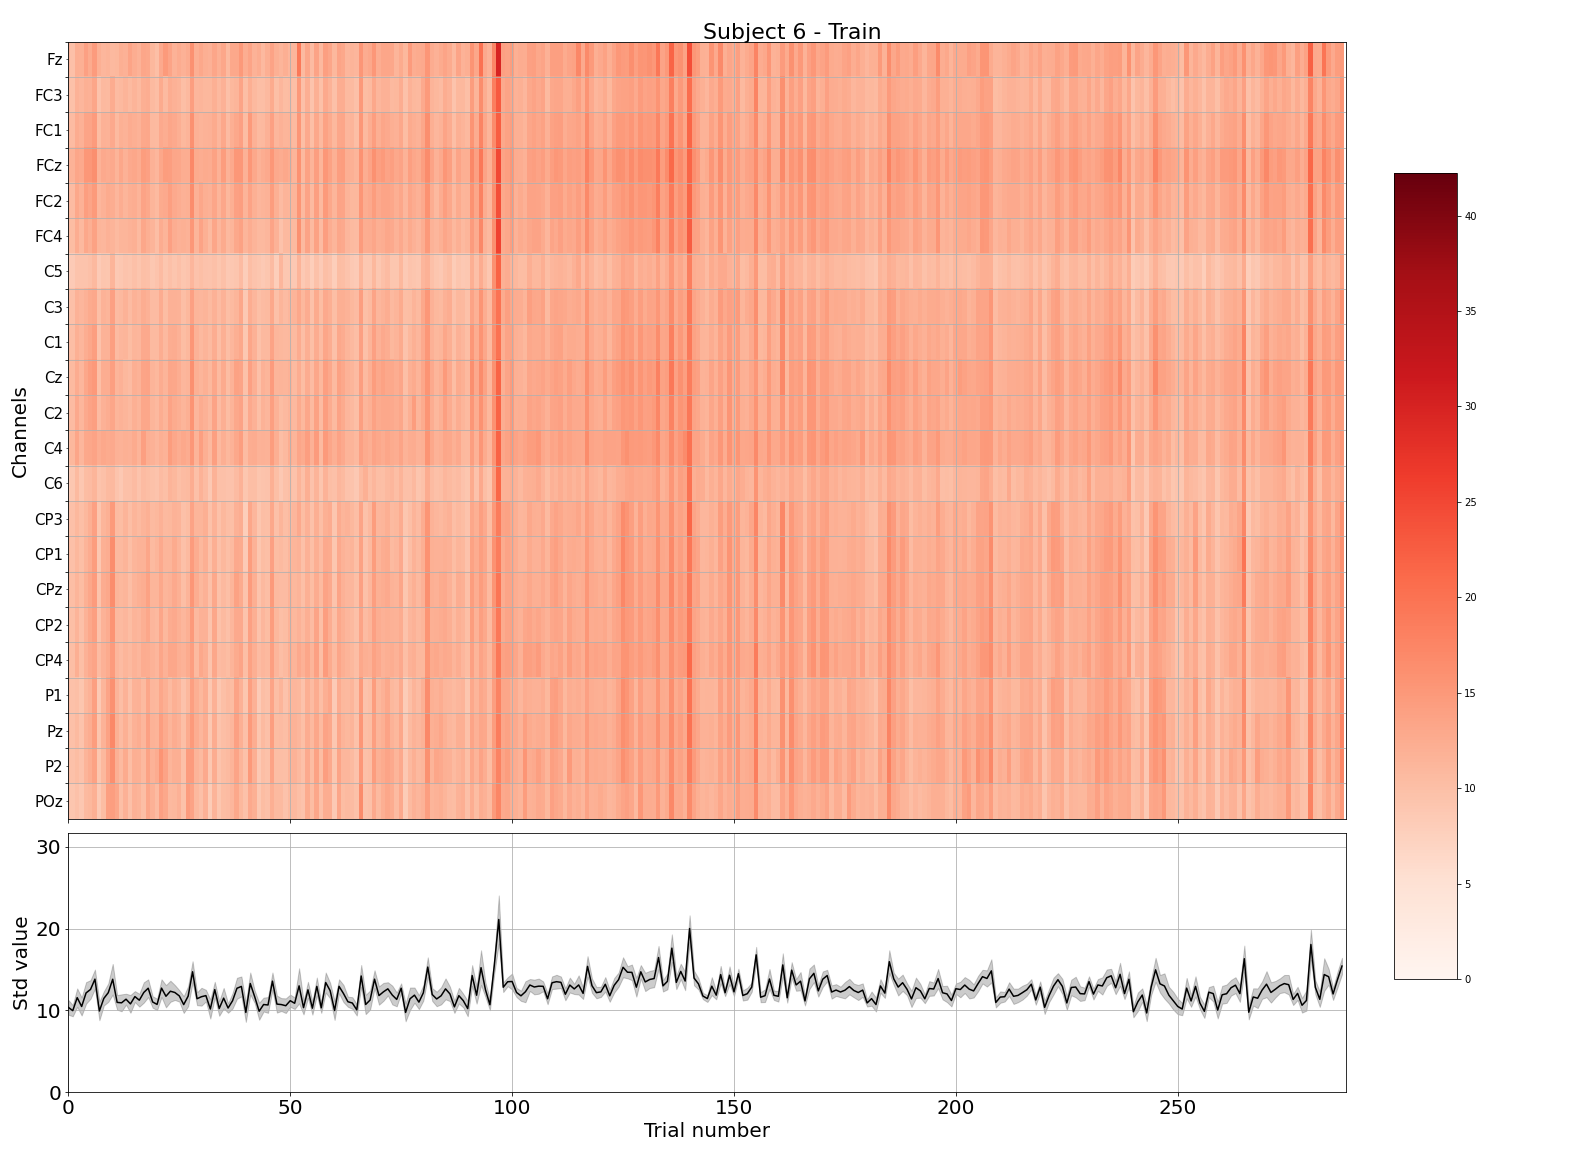 Subject 6 - Train
Channels
Fz
FC3
FC1
FCz
FC2
FC4
C5
C3
C1
Cz
C2
C4
C6
CP3
CP1
CPz
CP2
CP4
P1
Pz
P2
POz
40
35
30
25
20
15
10
5
0
Std value
30
20
10
0
0 50 100 150 200 250
Trial number